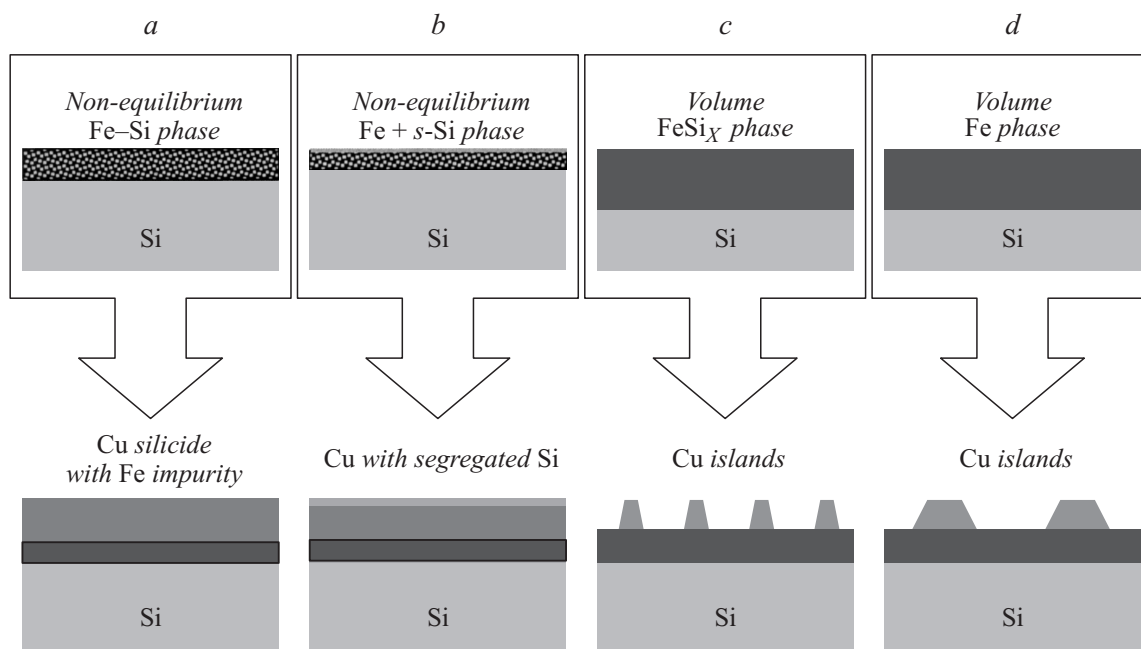 a
b
c
d
Non-equilibrium
Fe–Si phase
Non-equilibrium
Fe + s-Si phase
Volume
FeSiX phase
Volume
Fe phase
Si
Si
Si
Si
Cu silicide
with Fe impurity
Cu with segregated Si
Cu islands
Cu islands
Si
Si
Si
Si